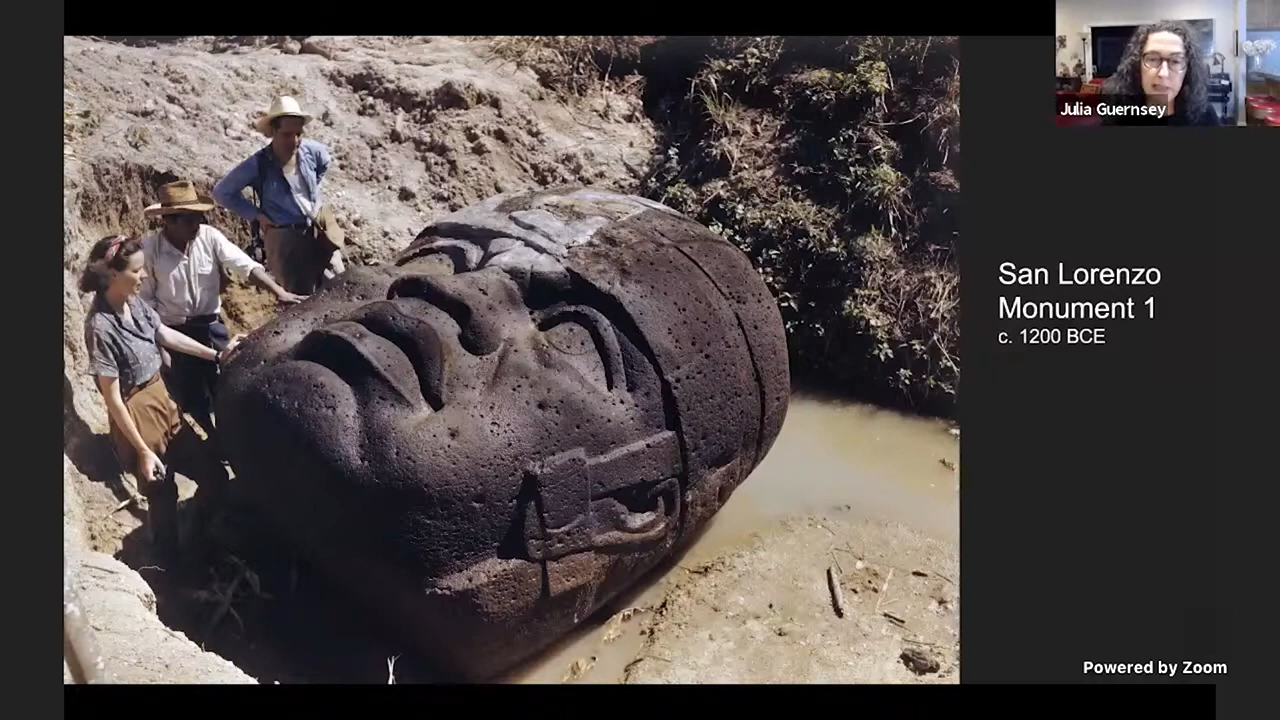 Julia Guernsey
San Lorenzo
Monument 1
c. 1200 BCE
Powered by Zoom